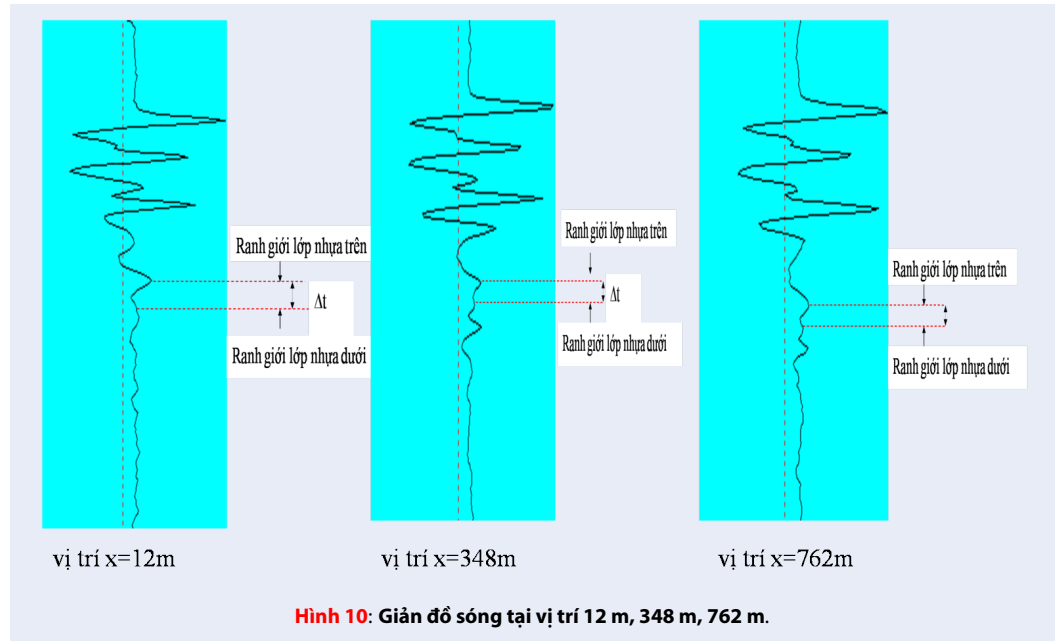 Ranh giới lớp nhựa trên
Δt
Ranh giới lớp nhựa dưới
vị trí x=12m
Ranh giới lớp nhựa trên
Δt
Ranh giới lớp nhựa dưới
vị trí x=348m
Ranh giới lớp nhựa trên
Ranh giới lớp nhựa dưới
vị trí x=762m
Hình 10: Giản đồ sóng tại vị trí 12 m, 348 m, 762 m.